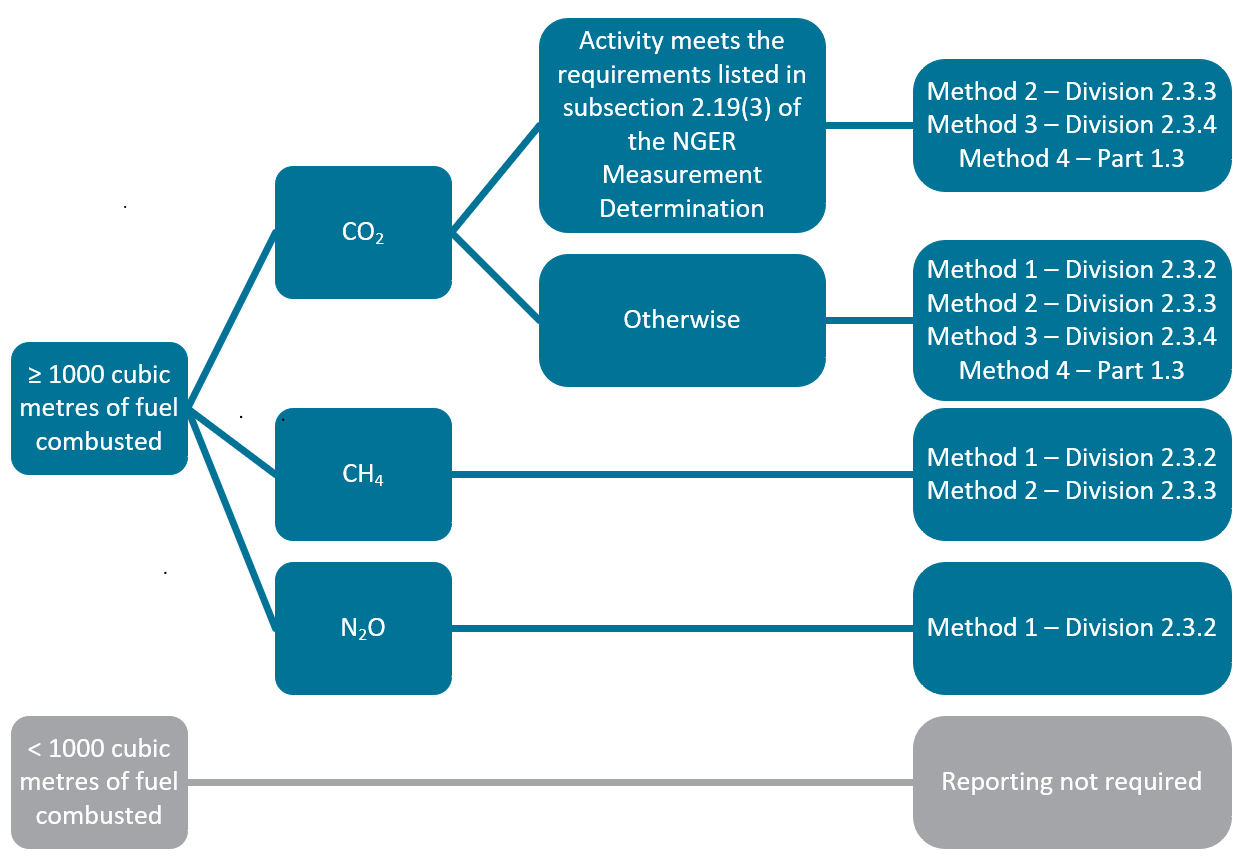 ≥ 1000 cubic
metres of fuel
combusted
CO₂
Activity meets the
requirements listed in
subsection 2.19(3) of
the NGER
Measurement
Determination
Method 2 – Division 2.3.3
Method 3 – Division 2.3.4
Method 4 – Part 1.3
Otherwise
Method 1 – Division 2.3.2
Method 2 – Division 2.3.3
Method 3 – Division 2.3.4
Method 4 – Part 1.3
CH₄
Method 1 – Division 2.3.2
Method 2 – Division 2.3.3
N₂O
Method 1 – Division 2.3.2
< 1000 cubic
metres of fuel
combusted
Reporting not required